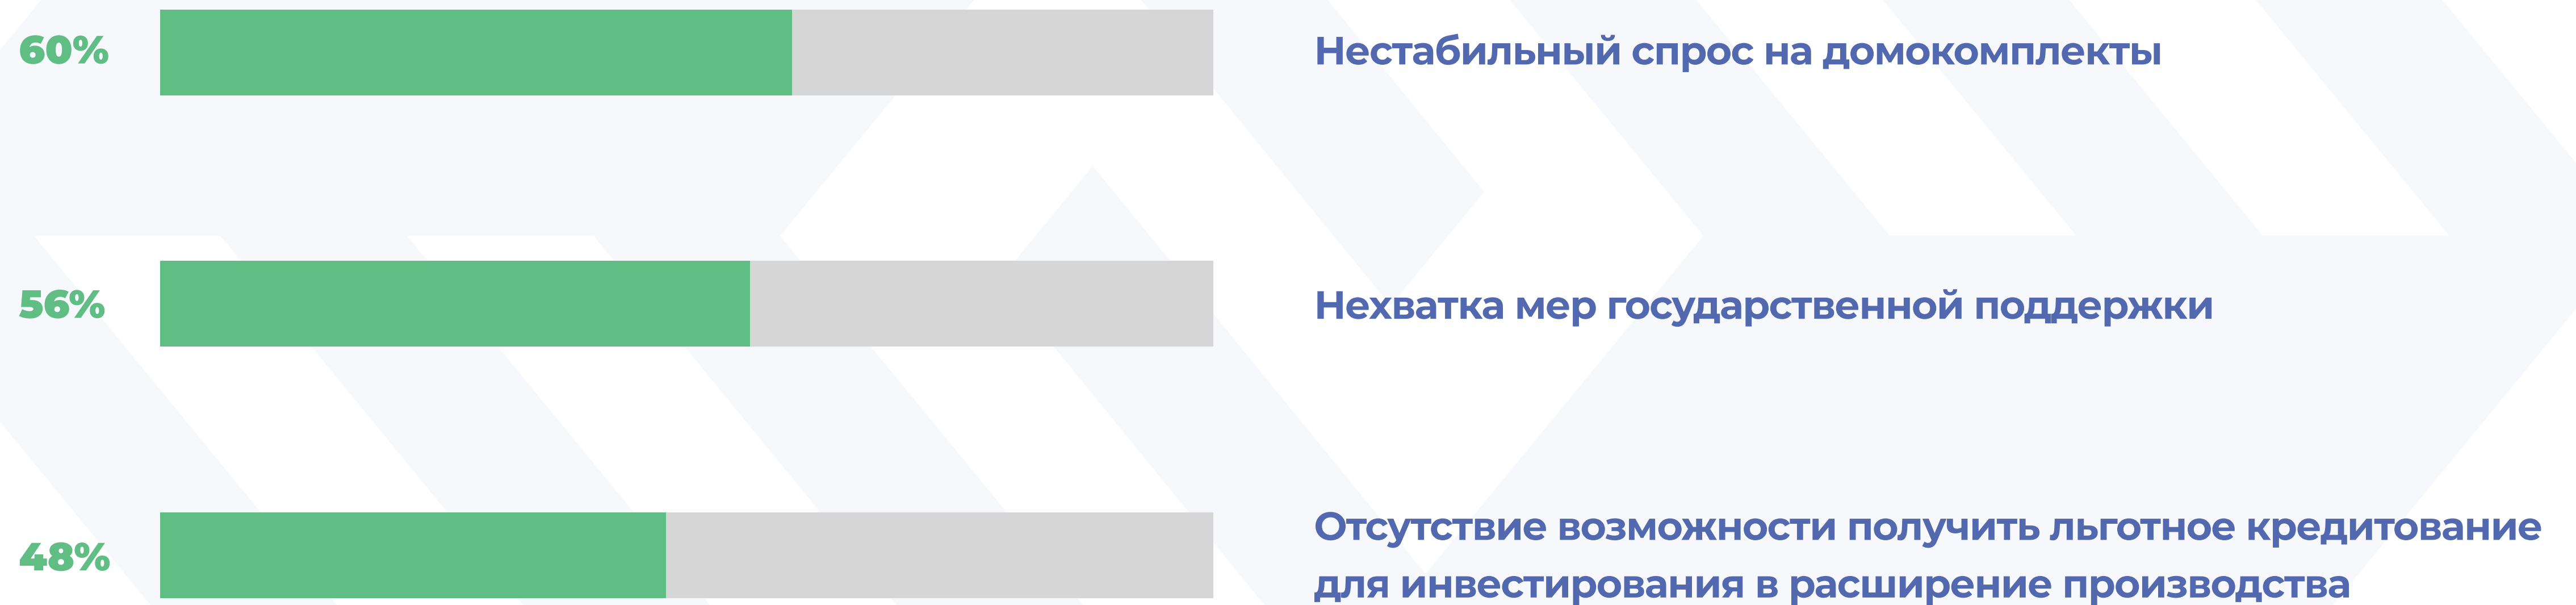 60%
Нестабильный спрос на домокомплекты
56%
Нехватка мер государственной поддержки
48%
Отсутствие возможности получить льготное кредитование
для инвестирования в расширение производства